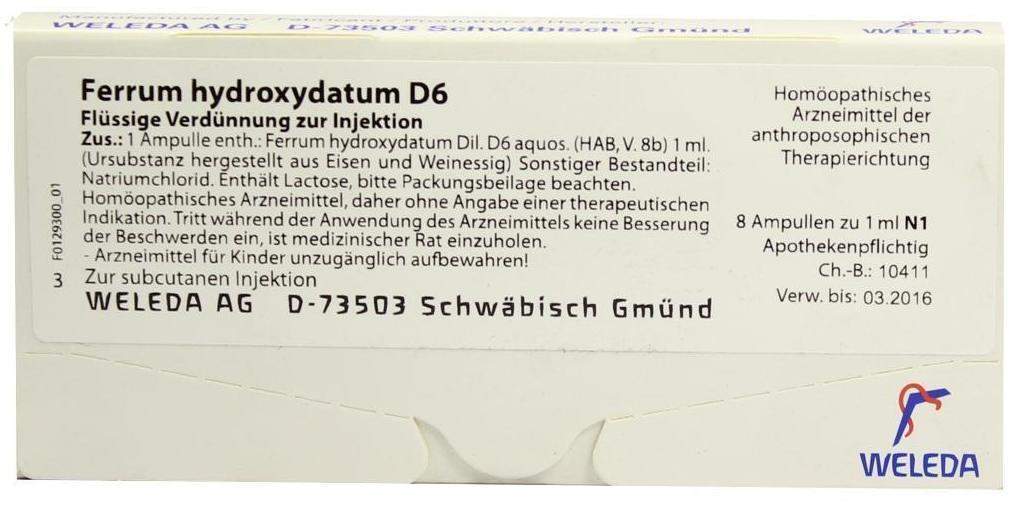 Manufactured by / Fabricant / Produttore / Hersteller:
WELEDA AG D-73503 Schwäbisch Gmünd
WELEDA
Ferrum hydroxydatum D6
Flüssige Verdünnung zur Injektion
Zus.: 1 Ampulle enth.: Ferrum hydroxydatum Dil. D6 aquos. (HAB, V. 8b) 1 ml.
(Ursubstanz hergestellt aus Eisen und Weinessig) Sonstiger Bestandteil:
Natriumchlorid. Enthält Lactose, bitte Packungsbeilage beachten.
Homöopathisches Arzneimittel, daher ohne Angabe einer therapeutischen
Indikation. Tritt während der Anwendung des Arzneimittels keine Besserung
der Beschwerden ein, ist medizinischer Rat einzuholen.
- Arzneimittel für Kinder unzugänglich aufbewahren!
Zur subcutanen Injektion
WELEDA AG D-73503 Schwäbisch Gmünd
F0129300_01
3
Homöopathisches
Arzneimittel der
anthroposophischen
Therapierichtung
8 Ampullen zu 1 ml N1
Apothekenpflichtig
Ch.-B.: 10411
Verw. bis: 03.2016
WELEDA